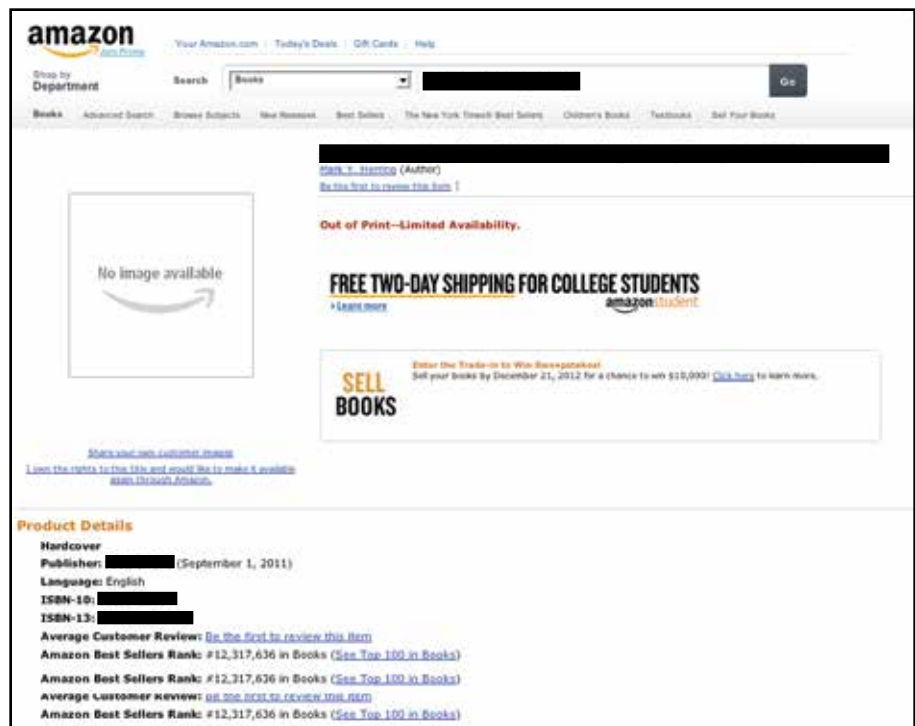 amazon
Join Prime
Your Amazon.com Today's Deals Gift Cards Help
Shop by
Department
Search Books Go
Books Advanced Search Browse Subjects New Releases Best Sellers The New York Times® Best Sellers Children's Books Textbooks Sell Your Books
Mark Y. Herring (Author)
Be the first to review this item
Out of Print--Limited Availability.
No image available
FREE TWO-DAY SHIPPING FOR COLLEGE STUDENTS
› Learn more
amazonstudent
Enter the Trade-in to Win Sweepstakes!
Sell your books by December 21, 2012 for a chance to win $10,000! Click here to learn more.
SELL
BOOKS
Share your own customer images
I own the rights to this title and would like to make it available
again through Amazon.
Product Details
Hardcover
Publisher: (September 1, 2011)
Language: English
ISBN-10:
ISBN-13:
Average Customer Review: Be the first to review this item
Amazon Best Sellers Rank: #12,317,636 in Books (See Top 100 in Books)
Amazon Best Sellers Rank: #12,317,636 in Books (See Top 100 in Books)
Average Customer Review: Be the first to review this item
Amazon Best Sellers Rank: #12,317,636 in Books (See Top 100 in Books)